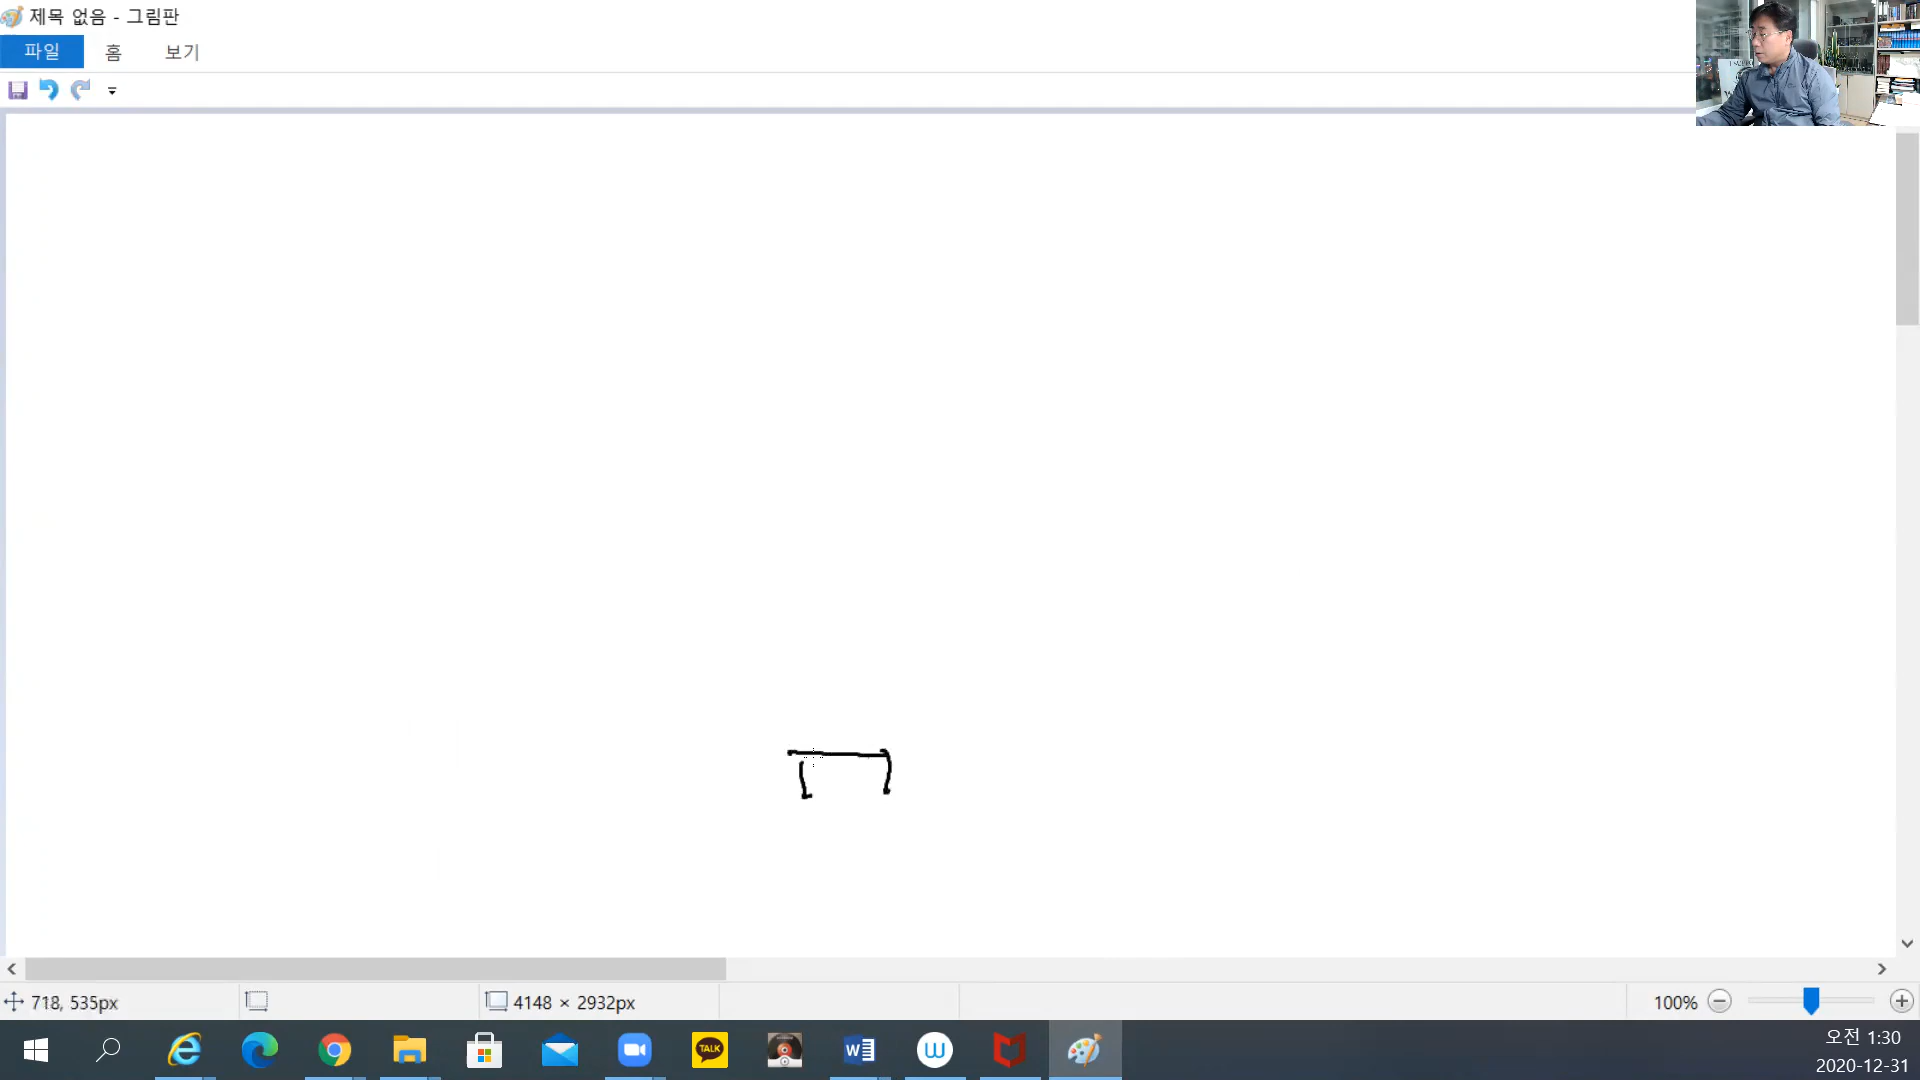 제목 없음 - 그림판
파일 홈 보기
718, 535px
4148 × 2932px
100%
TALK
오전 1:30
2020-12-31